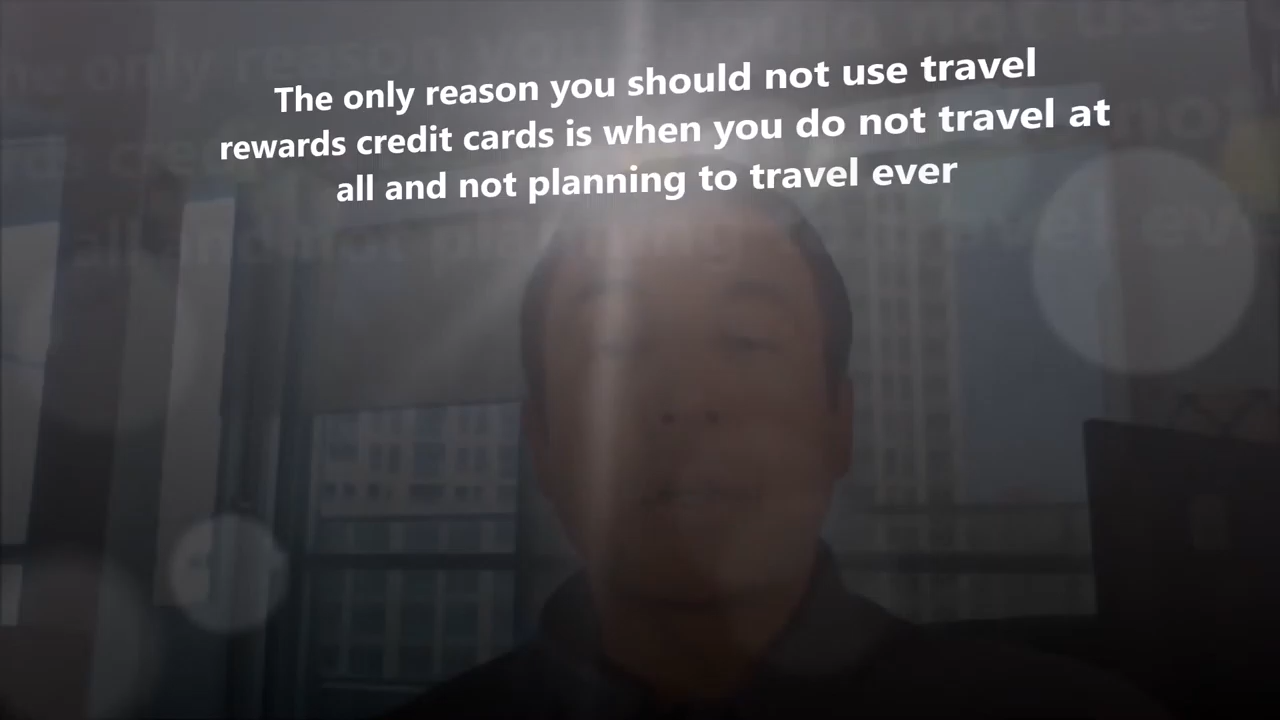 The only reason you should not use travel
rewards credit cards is when you do not travel at
all and not planning to travel ever